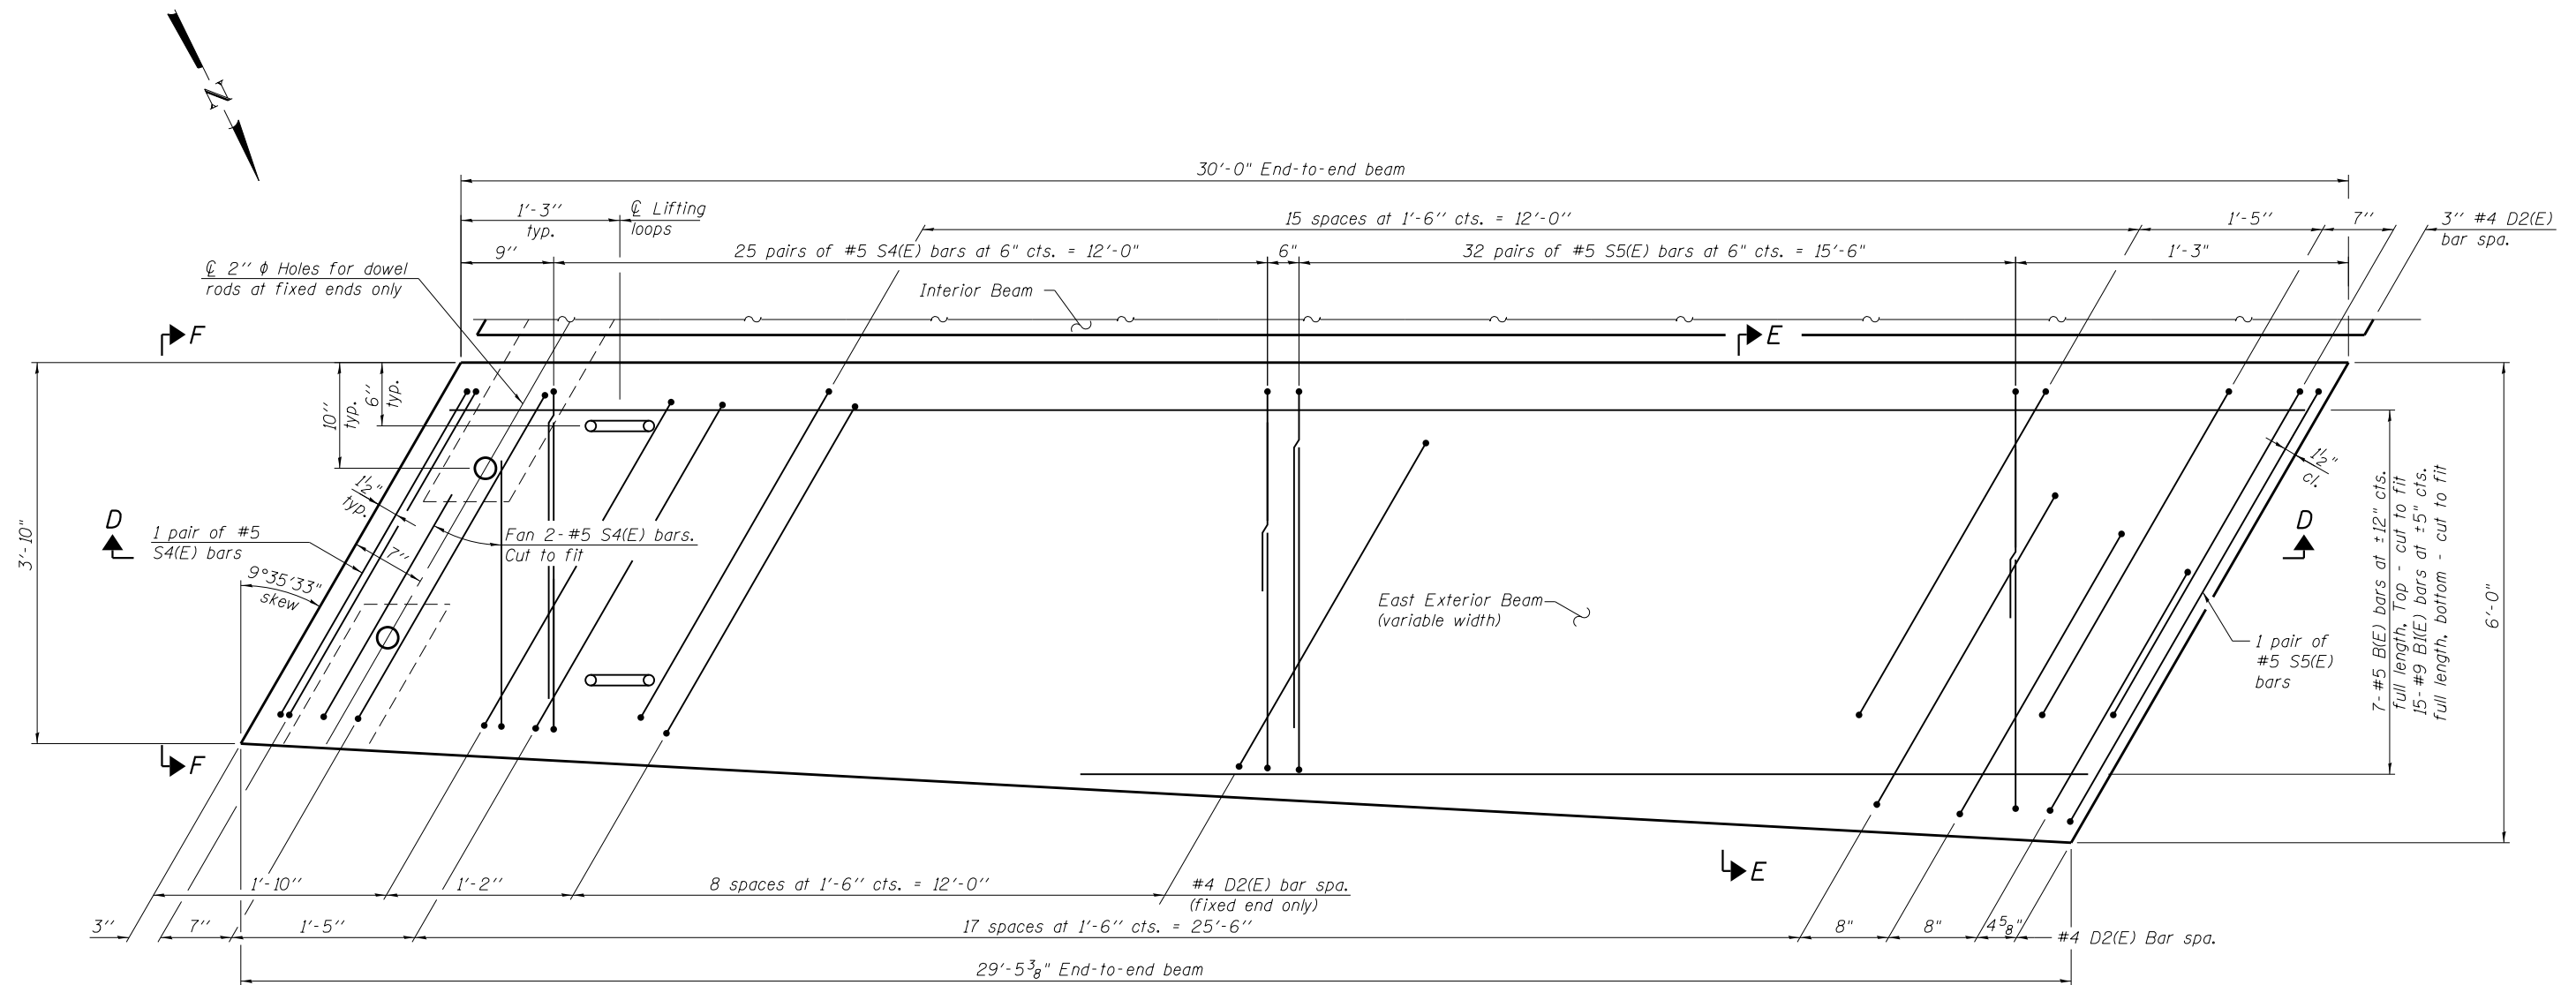 N
30'-0" End-to-end beam
1'-3''
typ.
℄ Lifting
loops
15 spaces at 1'-6'' cts. = 12'-0''
1'-5''
7''
3'' #4 D2(E)
bar spa.
9''
25 pairs of #5 S4(E) bars at 6" cts. = 12'-0"
6"
32 pairs of #5 S5(E) bars at 6" cts. = 15'-6"
1'-3"
℄ 2'' ϕ Holes for dowel
rods at fixed ends only
Interior Beam
F
E
10''
typ.
6''
typ.
1½"
typ.
1½"
cl.
3'-10"
D
1 pair of #5
S4(E) bars
7''
Fan 2-#5 S4(E) bars.
Cut to fit
9°35'33"
skew
East Exterior Beam
(variable width)
D
1 pair of
#5 S5(E)
bars
7-#5 B(E) bars at ±12" cts.
full length, Top - cut to fit
15-#9 B1(E) bars at ±5" cts.
full length, bottom - cut to fit
6'-0"
F
E
1'-10''
1'-2''
8 spaces at 1'-6'' cts. = 12'-0''
#4 D2(E) bar spa.
(fixed end only)
3''
7''
1'-5''
17 spaces at 1'-6'' cts. = 25'-6''
8"
8"
4⅝"
#4 D2(E) Bar spa.
29'-5⅜" End-to-end beam